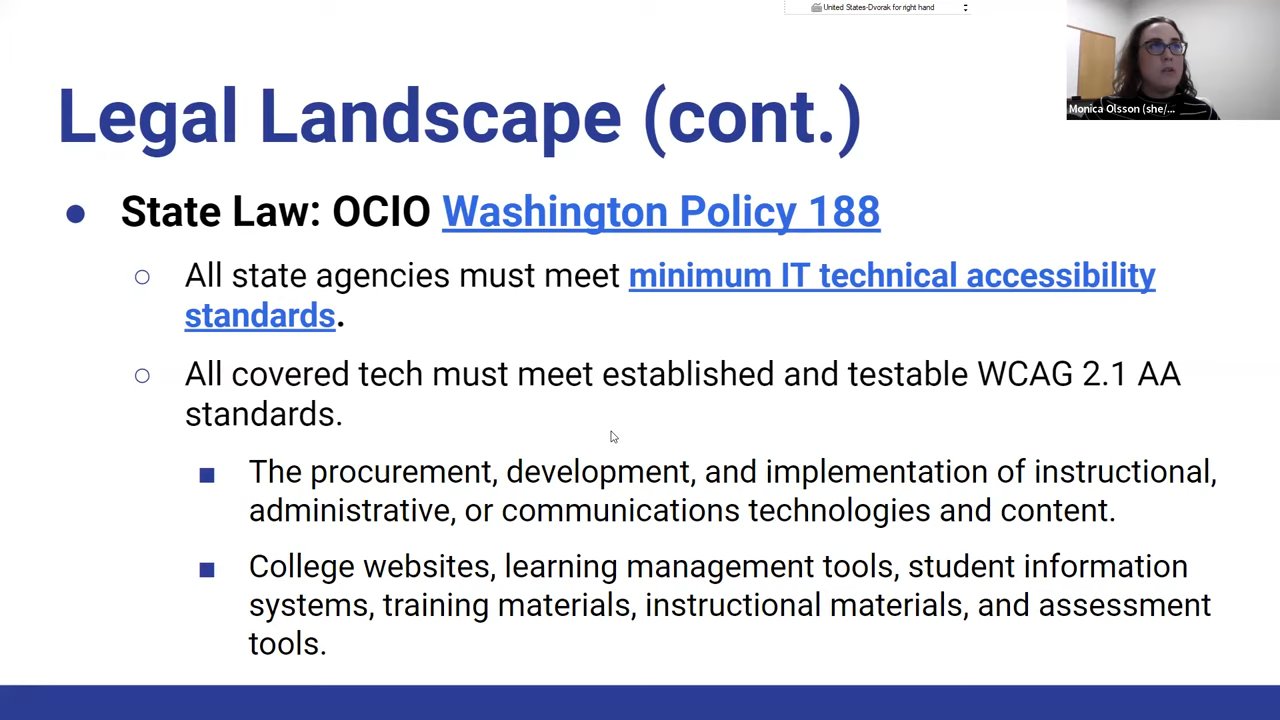 United States-Dvorak for right hand
Monica Olsson (she/...
Legal Landscape (cont.)
● State Law: OCIO Washington Policy 188
○ All state agencies must meet minimum IT technical accessibility
standards.
○ All covered tech must meet established and testable WCAG 2.1 AA
standards.
■ The procurement, development, and implementation of instructional,
administrative, or communications technologies and content.
■ College websites, learning management tools, student information
systems, training materials, instructional materials, and assessment
tools.